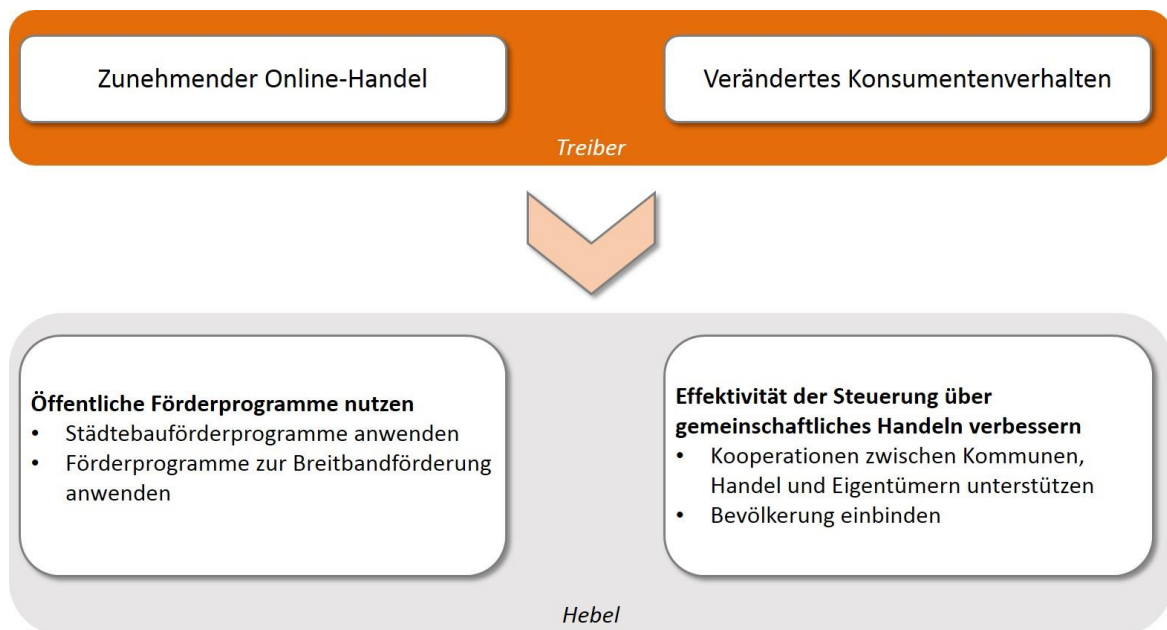 Zunehmender Online-Handel
Verändertes Konsumentenverhalten
Treiber
Öffentliche Förderprogramme nutzen
• Städtebauförderprogramme anwenden
• Förderprogramme zur Breitbandförderung
anwenden
Effektivität der Steuerung über
gemeinschaftliches Handeln verbessern
• Kooperationen zwischen Kommunen,
Handel und Eigentümern unterstützen
• Bevölkerung einbinden
Hebel